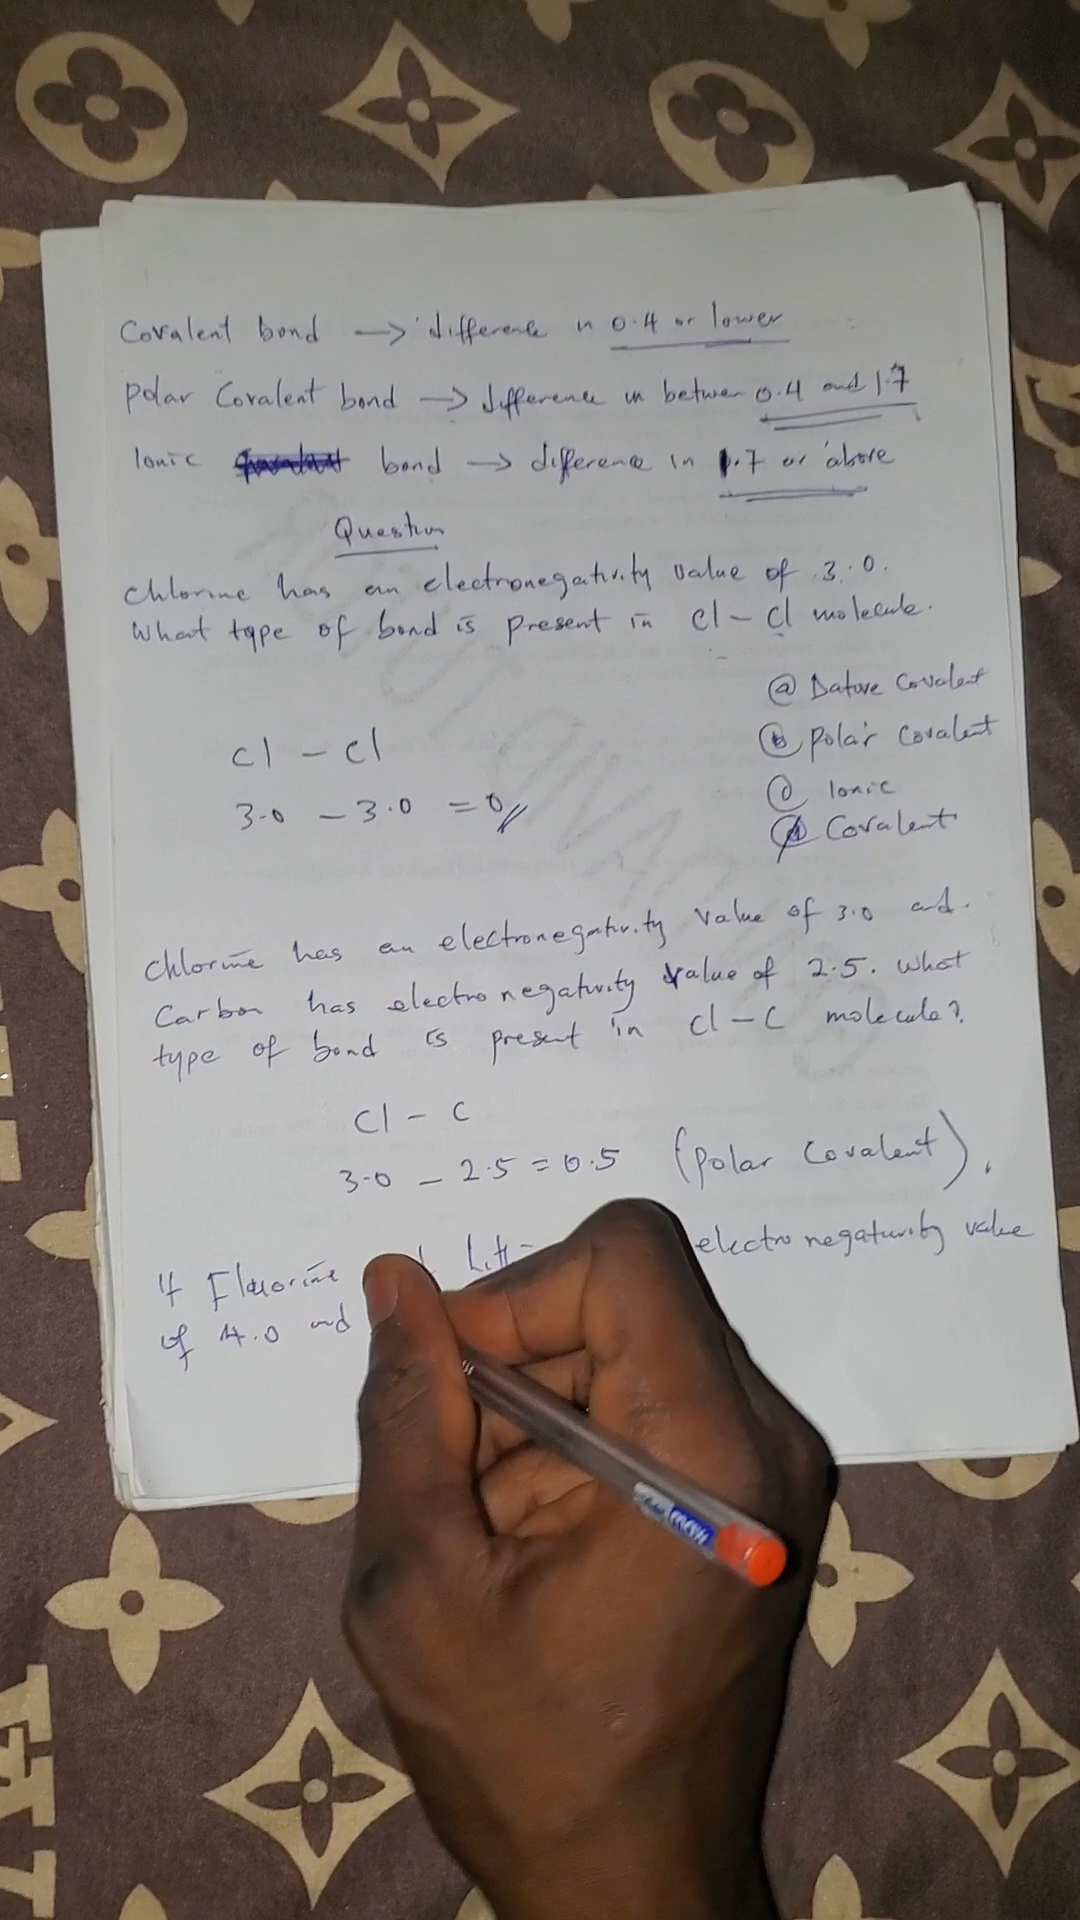 Covalent bond → difference in 0.4 or lower
Polar Covalent bond → difference in between 0.4 and 1.7
Ionic bond → difference in 1.7 or above
Question
Chlorine has an electronegativity value of 3.0.
What type of bond is present in Cl - Cl molecule.
(a) Dative Covalent
(b) Polar Covalent
(c) Ionic
(d) Covalent
Cl - Cl
3.0 - 3.0 = 0//
Chlorine has an electronegativity value of 3.0 and.
Carbon has electronegativity value of 2.5. What
type of bond is present in Cl - C molecule?
Cl - C
3.0 - 2.5 = 0.5 (Polar Covalent).
If Fluorine electronegativity value
of 4.0 and